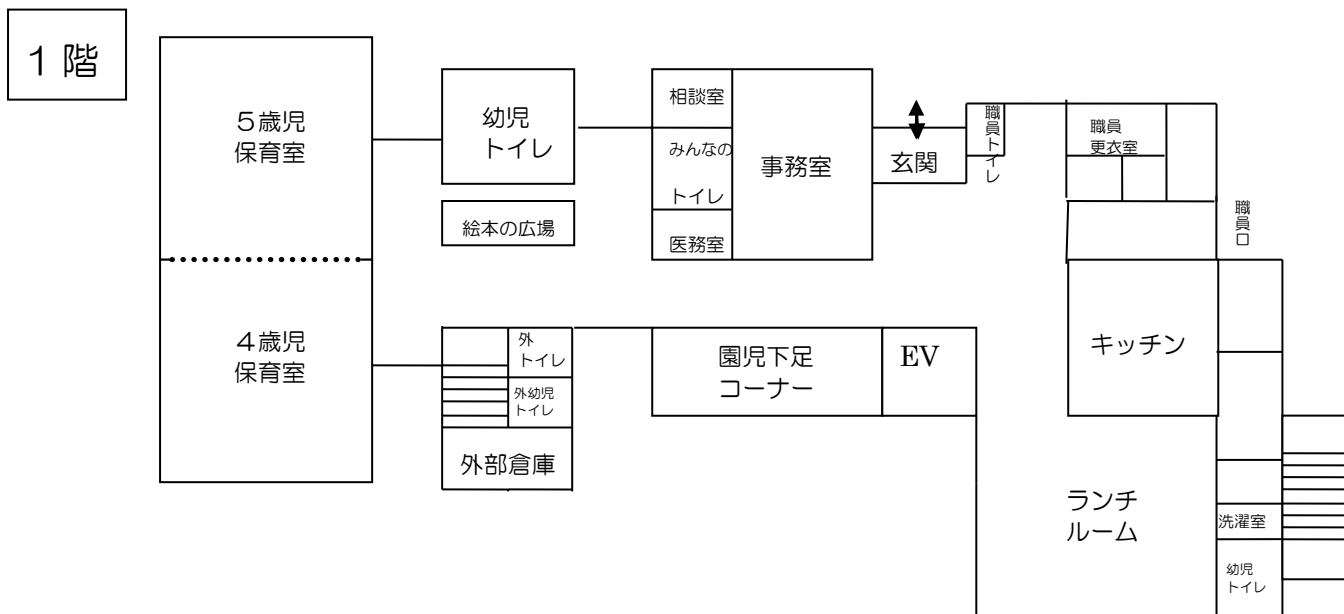 １階
５歳児
保育室
幼児
トイレ
絵本の広場
相談室
みんなの
トイレ
医務室
事務室
玄関
職員トイレ
職員
更衣室
職員口
４歳児
保育室
外
トイレ
外幼児
トイレ
外部倉庫
園児下足
コーナー
EV
キッチン
ランチ
ルーム
洗濯室
幼児
トイレ